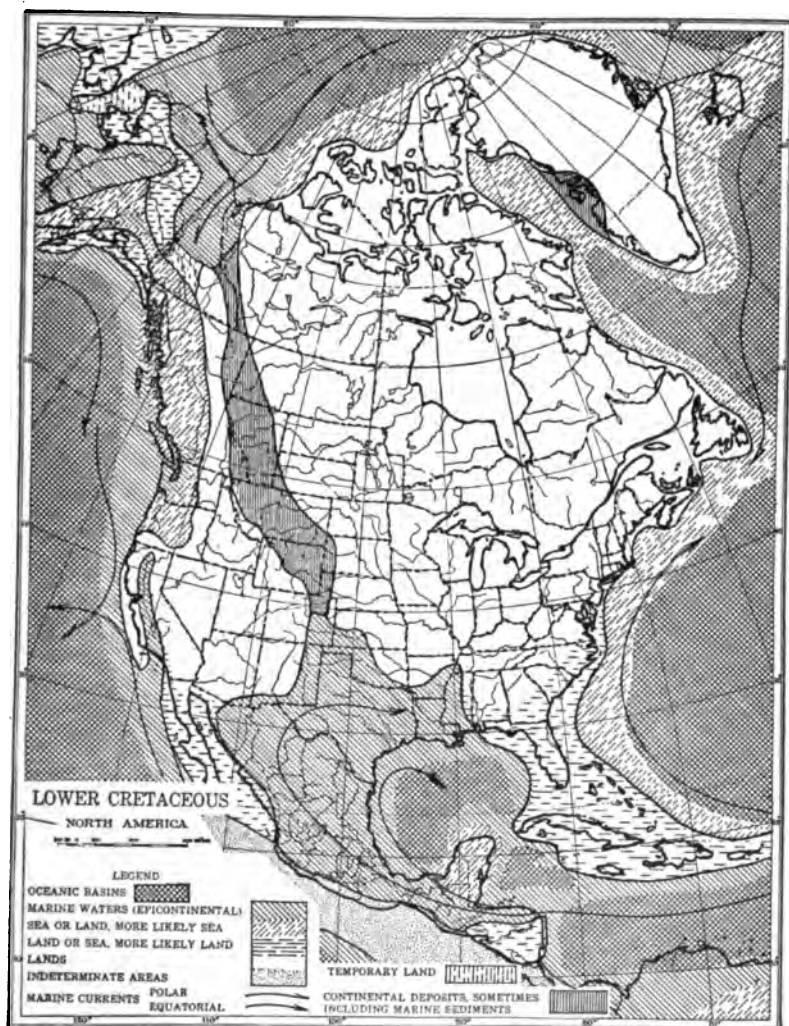 LOWER CRETACEOUS
NORTH AMERICA
LEGEND
OCEANIC BASINS
MARINE WATERS (EPICONTINENTAL)
SEA OR LAND, MORE LIKELY SEA
LAND OR SEA, MORE LIKELY LAND
LANDS
INDETERMINATE AREAS
TEMPORARY LAND
MARINE CURRENTS POLAR
EQUATORIAL
CONTINENTAL DEPOSITS, SOMETIMES
INCLUDING MARINE SEDIMENTS